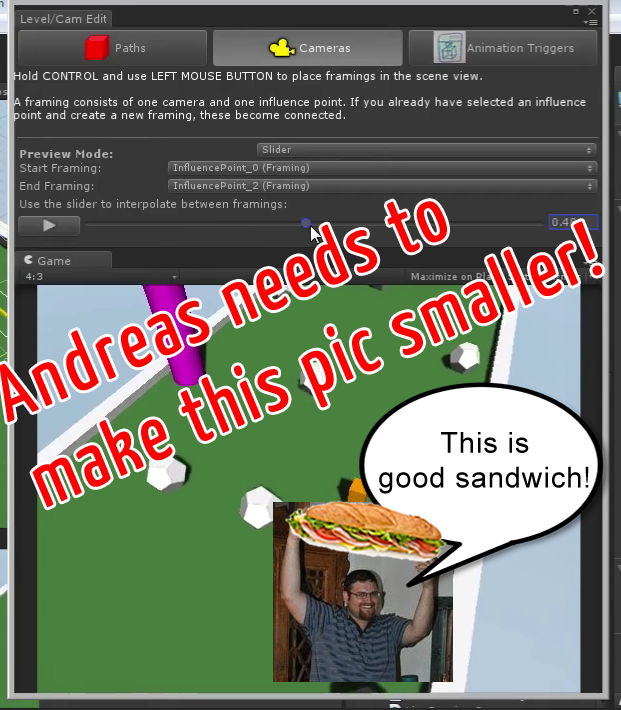 Level/Cam Edit
Paths
Cameras
Animation Triggers
Hold CONTROL and use LEFT MOUSE BUTTON to place framings in the scene view.
A framing consists of one camera and one influence point. If you already have selected an influence
point and create a new framing, these become connected.
Preview Mode:
Slider
Start Framing:
InfluencePoint_0 (Framing)
End Framing:
InfluencePoint_2 (Framing)
Use the slider to interpolate between framings:
Game
4:3
Maximize on
Andreas needs to
make this pic smaller!
This is
good sandwich!